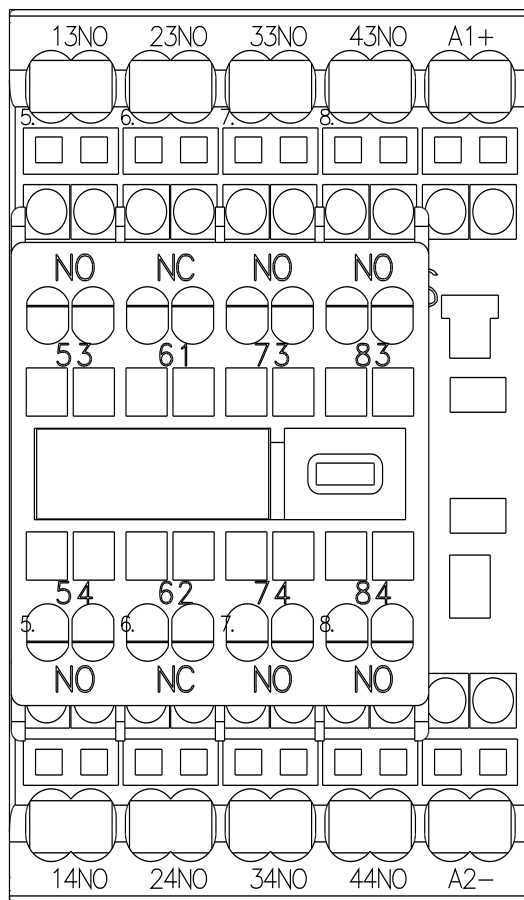 13NO 23NO 33NO 43NO A1+
5. 6. 7. 8.
NO NC NO NO
53 61 73 83
54 62 74 84
5. 6. 7. 8.
NO NC NO NO
14NO 24NO 34NO 44NO A2-